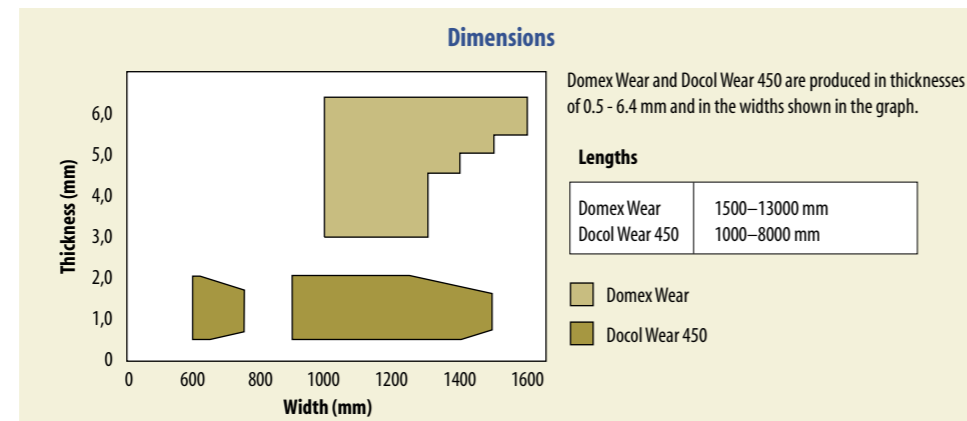 Dimensions
Thickness (mm)
6,0
5,0
4,0
3,0
2,0
1,0
0
0 600 800 1000 1200 1400 1600
Width (mm)
Domex Wear and Docol Wear 450 are produced in thicknesses
of 0.5 - 6.4 mm and in the widths shown in the graph.
Lengths
Domex Wear 1500–13000 mm
Docol Wear 450 1000–8000 mm
Domex Wear
Docol Wear 450